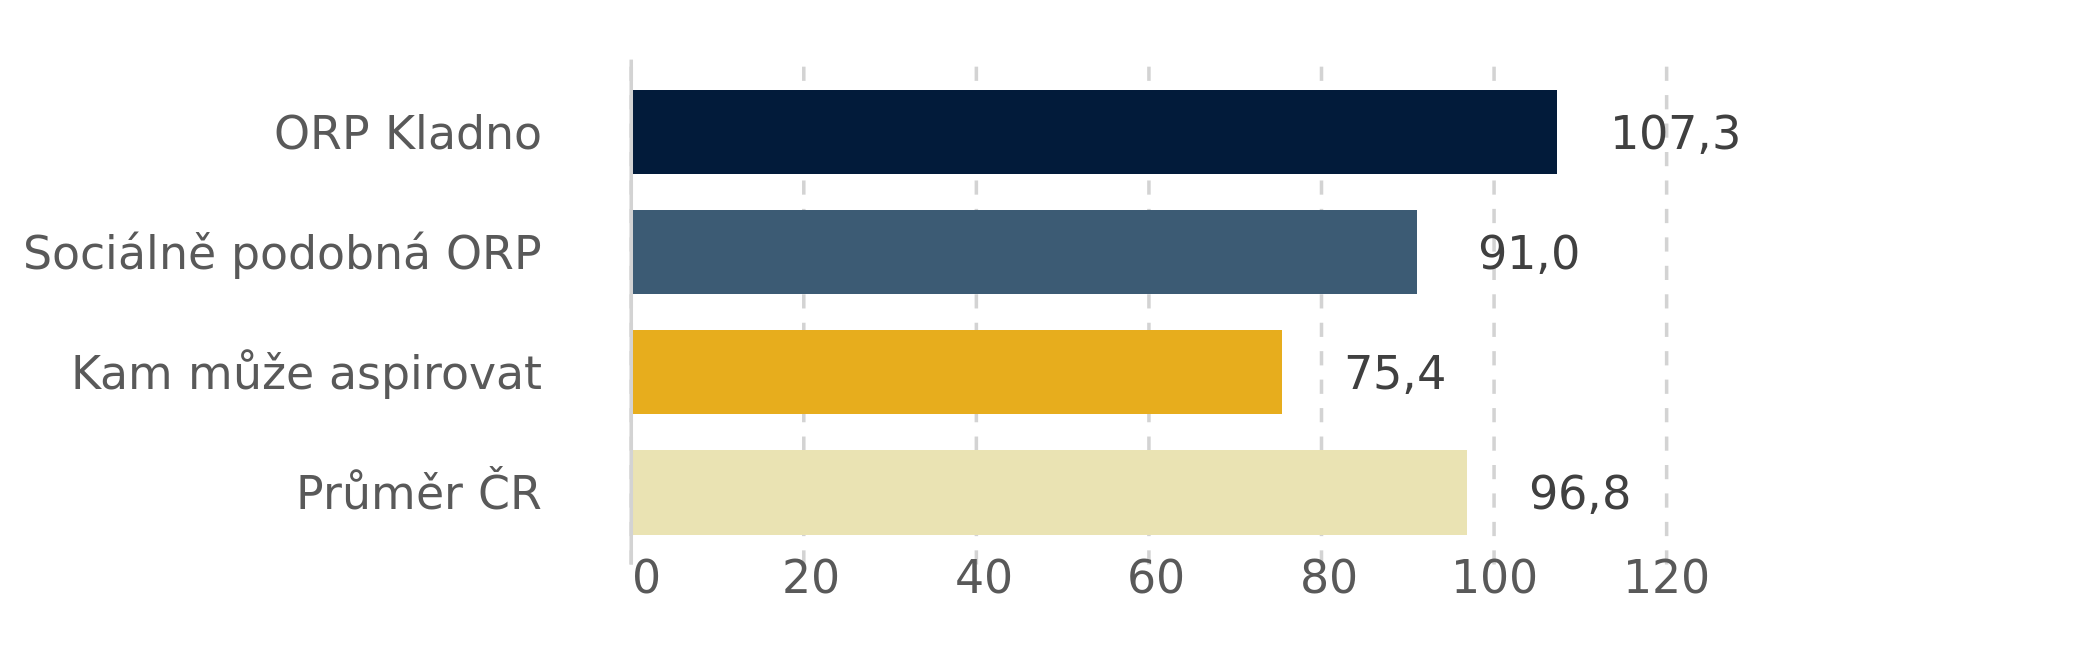 ORP Kladno 107,3
Sociálně podobná ORP 91,0
Kam může aspirovat 75,4
Průměr ČR 96,8
0 20 40 60 80 100 120